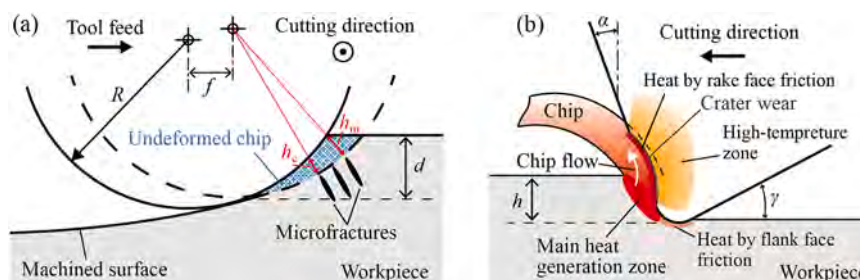 (a)
Tool feed
Cutting direction
R
f
Undeformed chip
hm
hc
d
Microfractures
Machined surface
Workpiece
(b)
α
Cutting direction
Heat by rake face friction
Crater wear
Chip
High-tempreture
zone
Chip flow
h
γ
Main heat
generation zone
Heat by flank face
friction
Workpiece